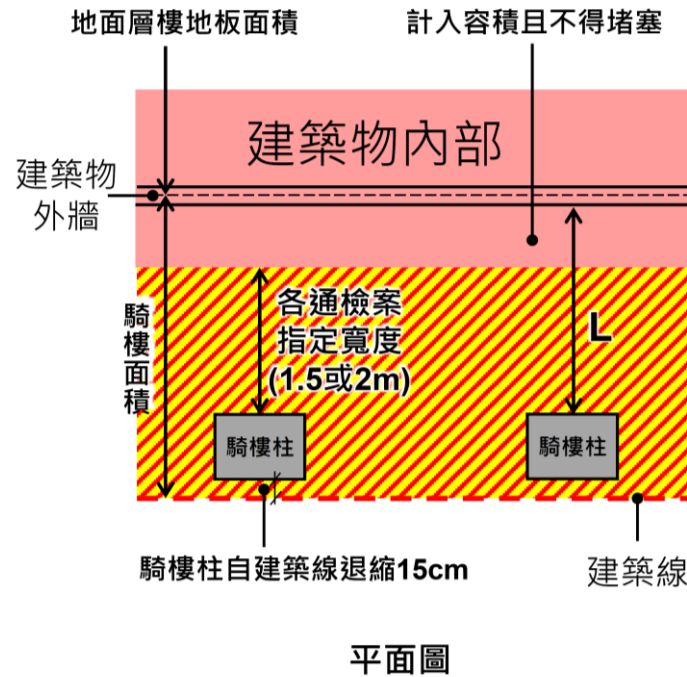 地面層樓地板面積
計入容積且不得堵塞
建築物內部
建築物
外牆
騎樓面積
各通檢案
指定寬度
(1.5或2m)
L
騎樓柱
騎樓柱
騎樓柱自建築線退縮15cm
建築線
平面圖